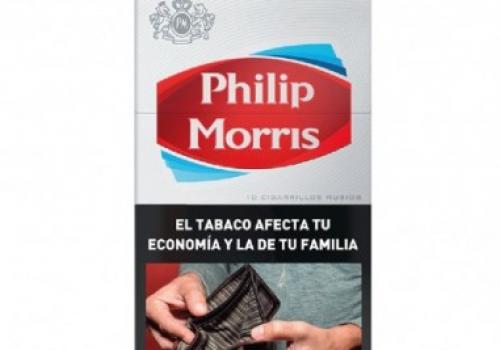 Philip
Morris
10 CIGARRILLOS RUBIOS
EL TABACO AFECTA TU
ECONOMÍA Y LA DE TU FAMILIA